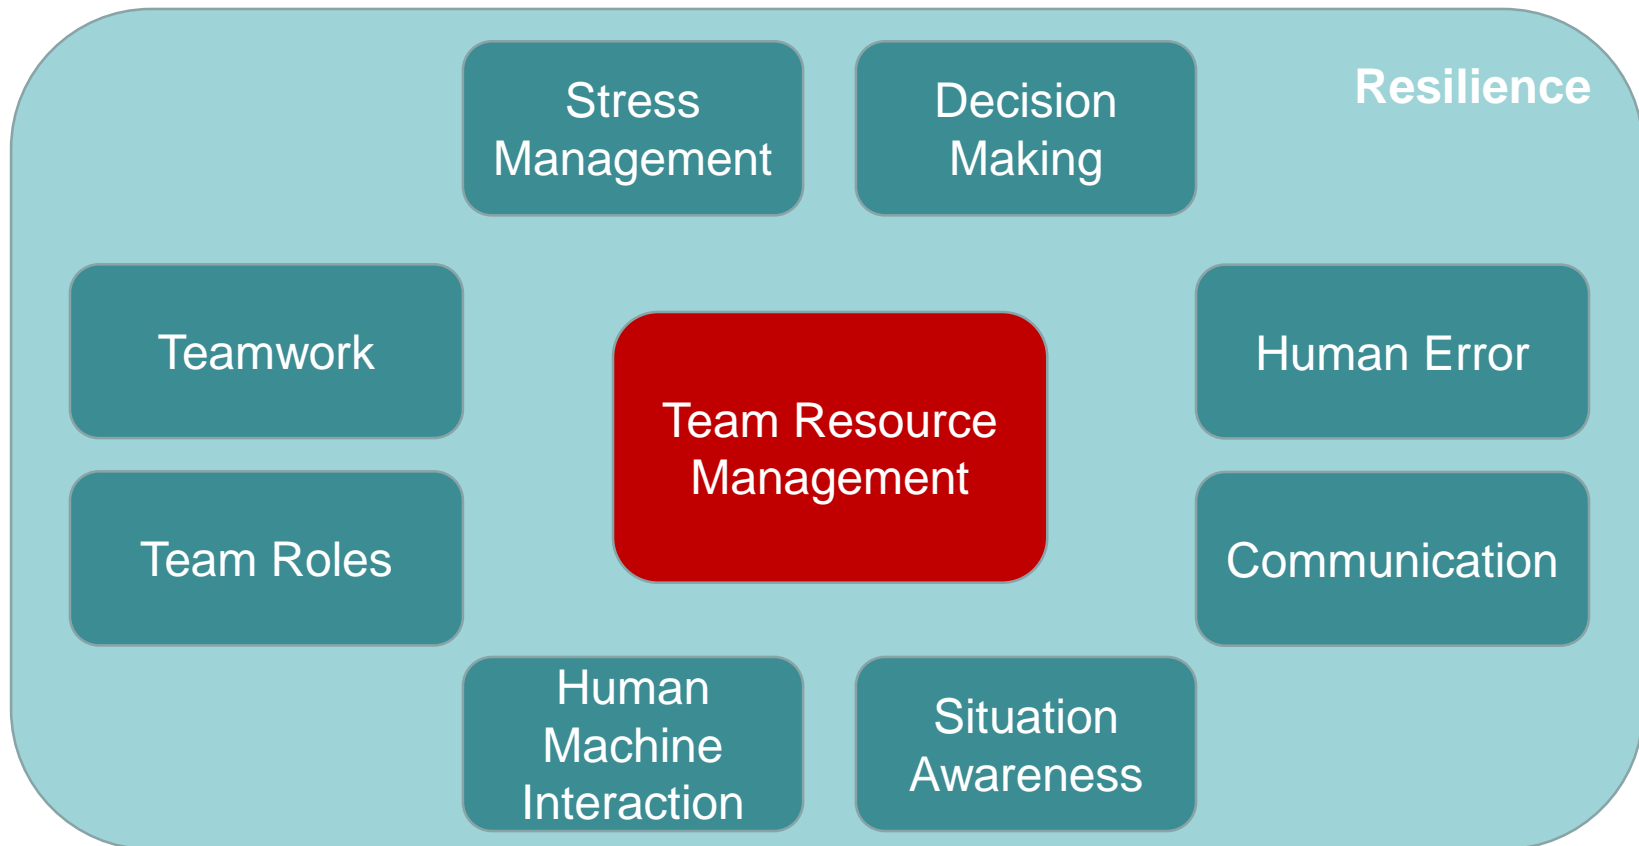 Resilience
Stress
Management
Decision
Making
Teamwork
Human Error
Team Resource
Management
Team Roles
Communication
Human
Machine
Interaction
Situation
Awareness